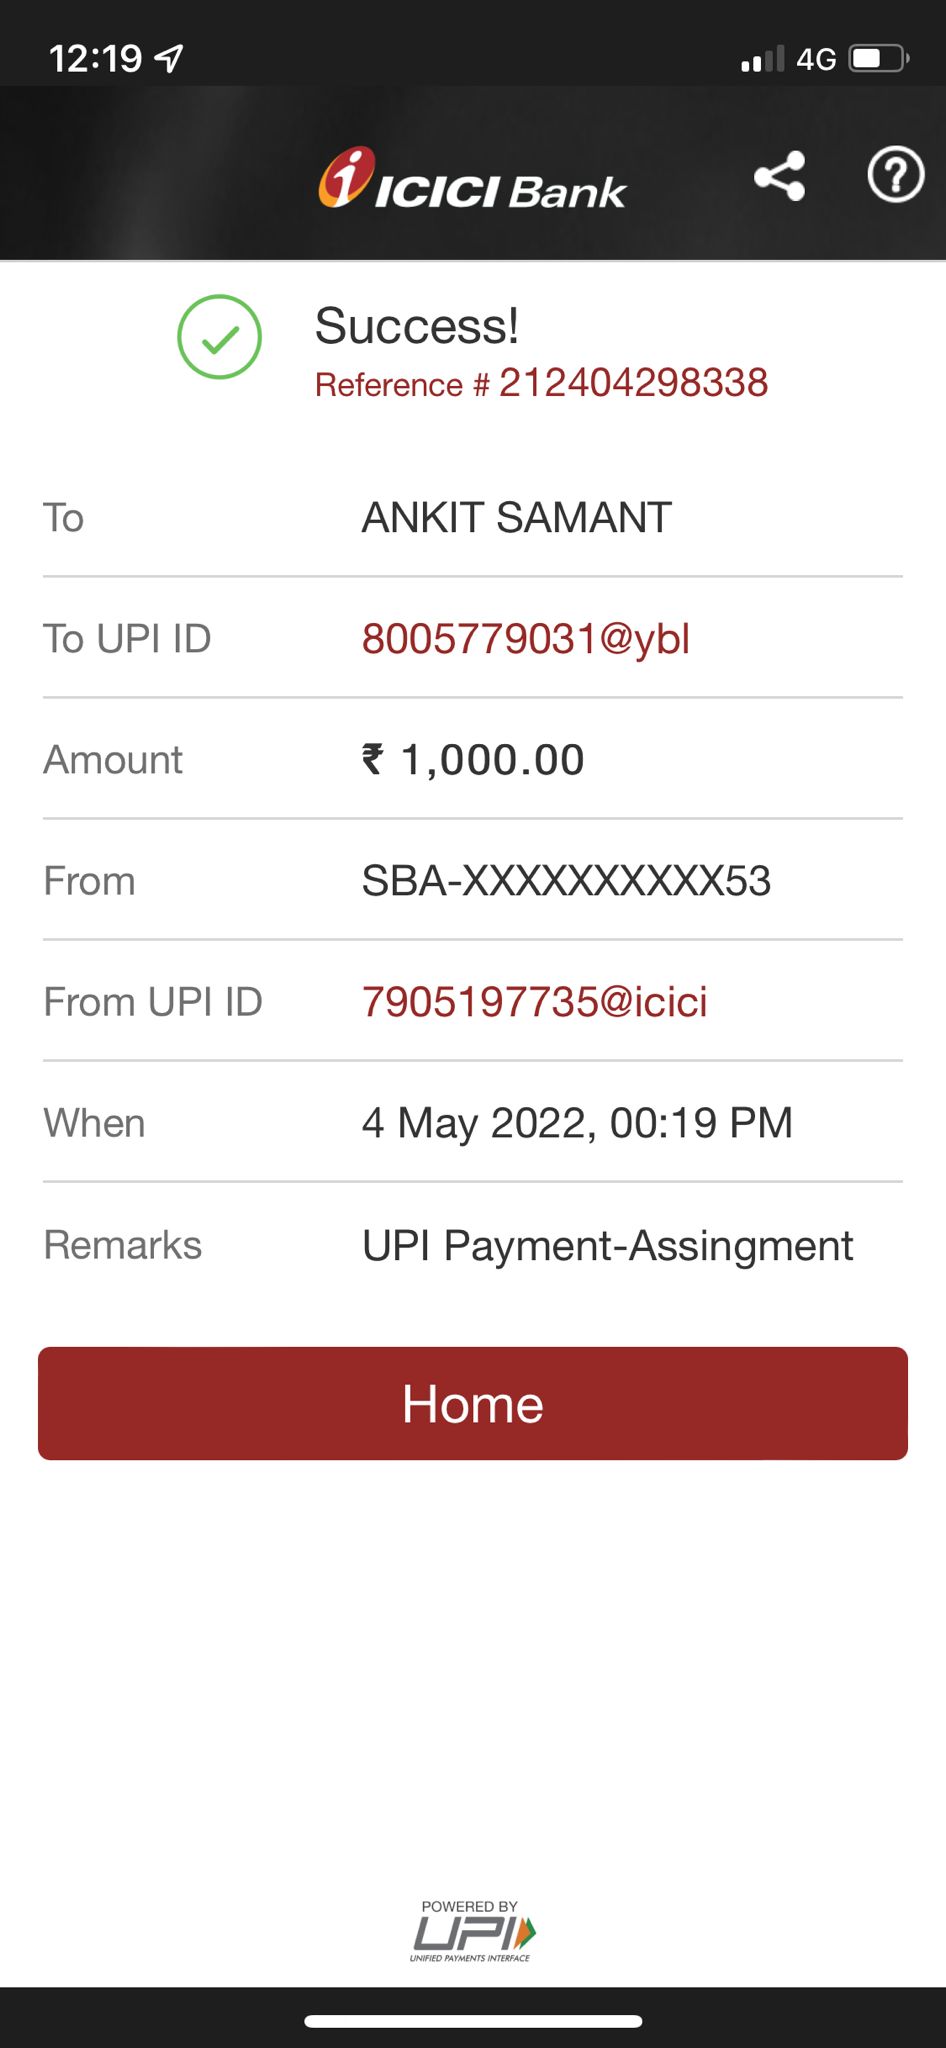 12:19 4G
ICICI Bank
Success!
Reference # 212404298338
To ANKIT SAMANT
To UPI ID 8005779031@ybl
Amount ₹ 1,000.00
From SBA-XXXXXXXXXX53
From UPI ID 7905197735@icici
When 4 May 2022, 00:19 PM
Remarks UPI Payment-Assingment
Home
POWERED BY
UPI
UNIFIED PAYMENTS INTERFACE